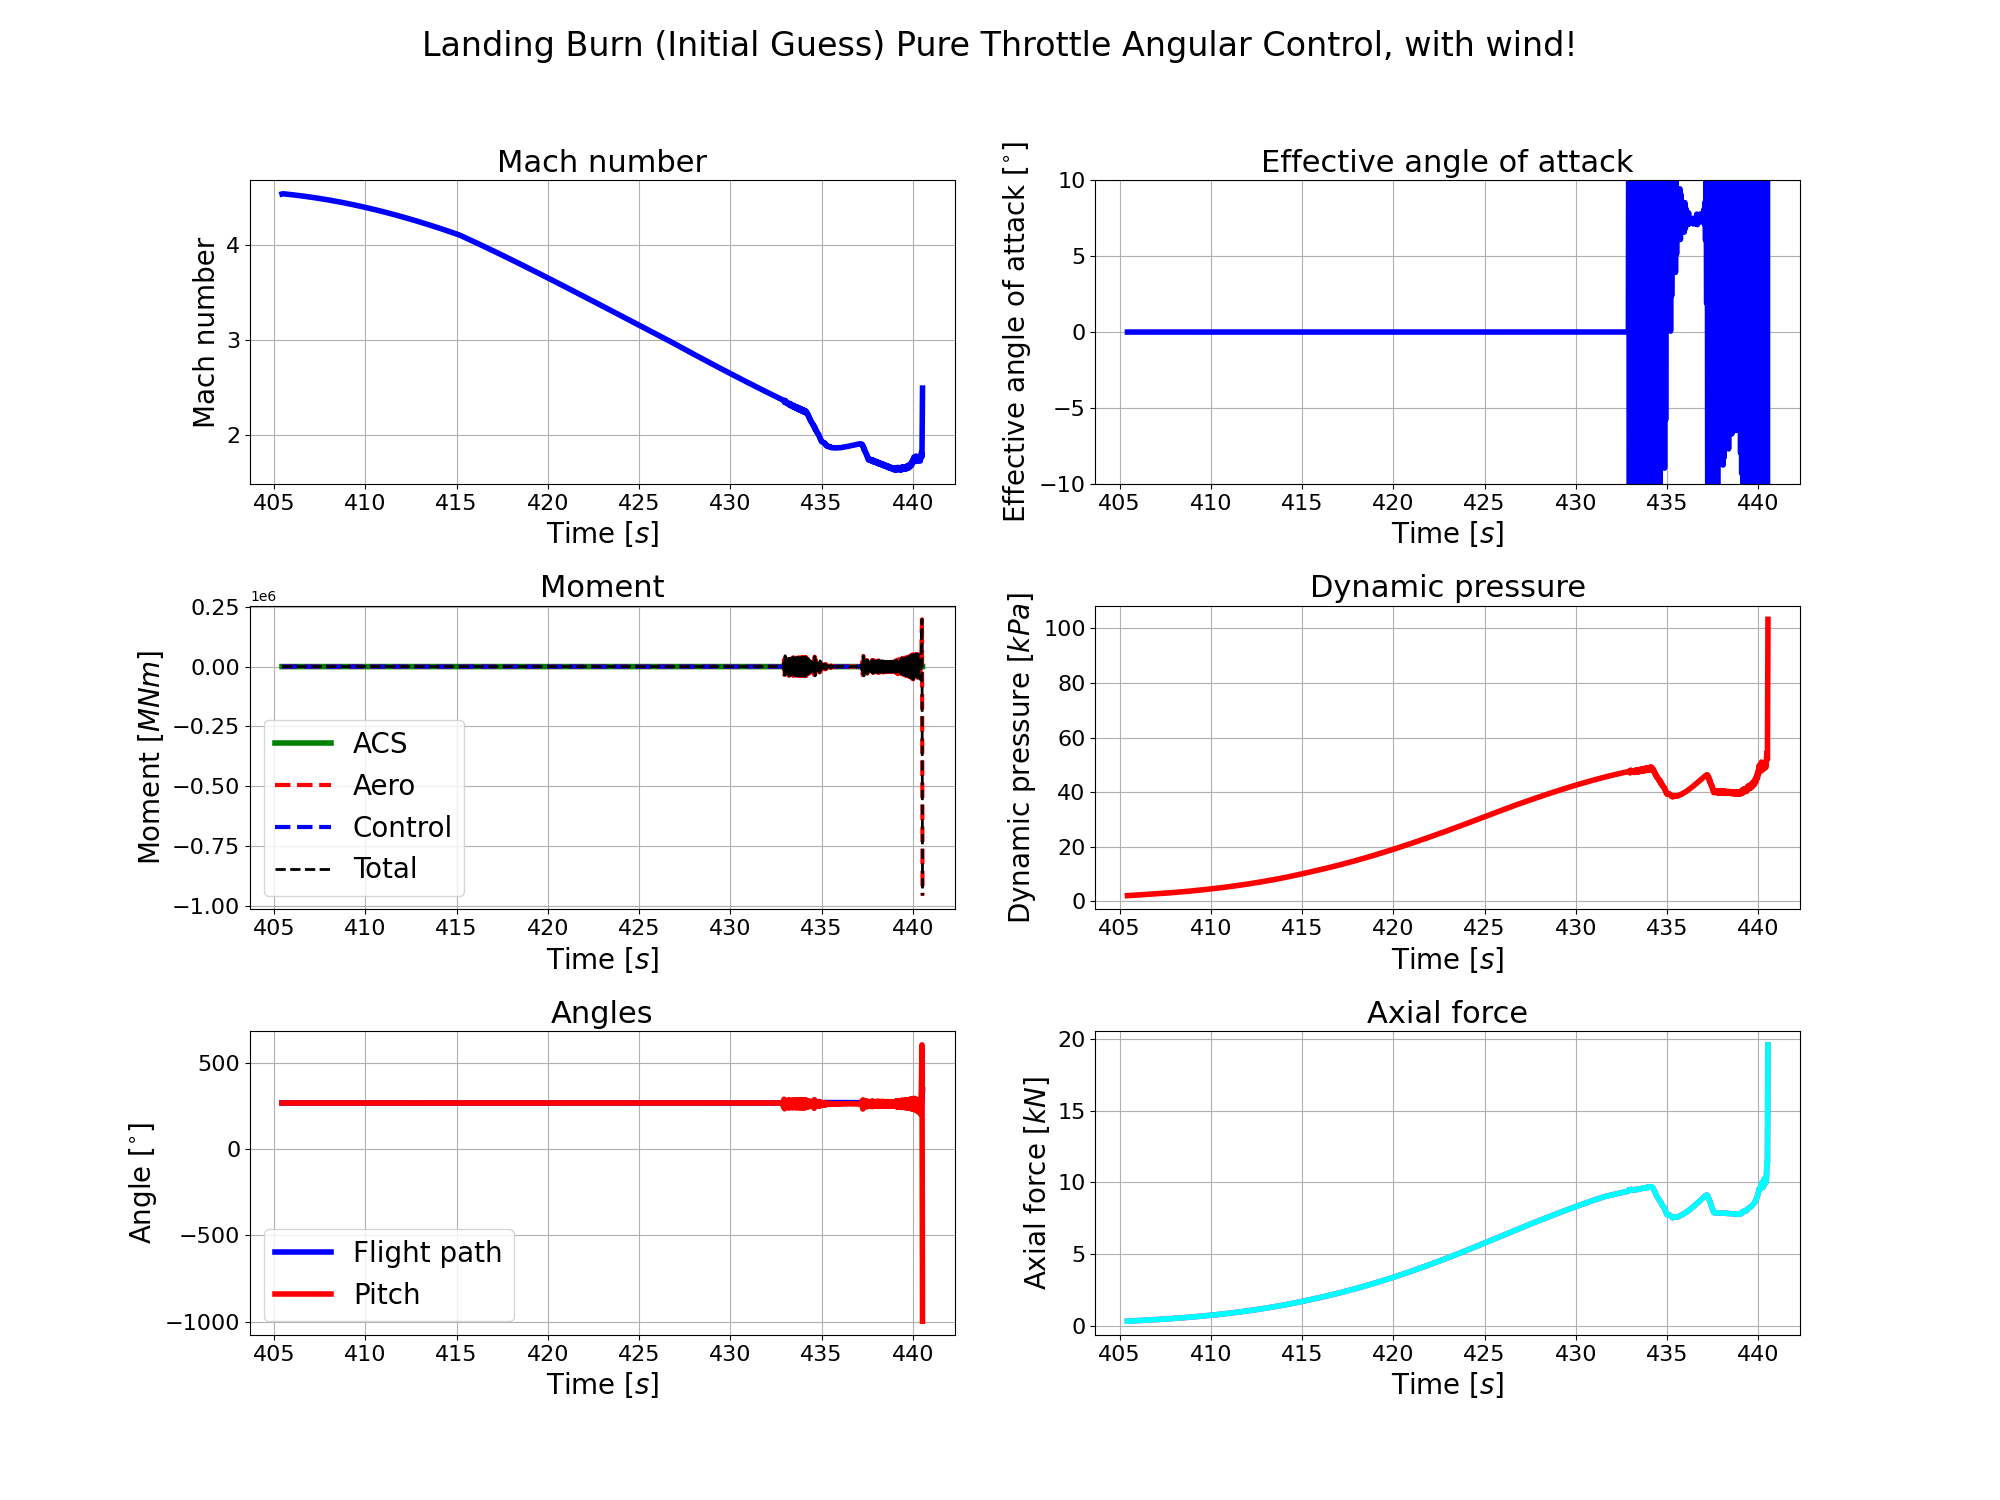 Landing Burn (Initial Guess) Pure Throttle Angular Control, with wind!
Mach number
Mach number
4
3
2
405 410 415 420 425 430 435 440
Time [s]
Effective angle of attack
Effective angle of attack [°]
10
5
0
−5
−10
405 410 415 420 425 430 435 440
Time [s]
Moment
1e6
Moment [MNm]
0.25
0.00
−0.25
−0.50
−0.75
−1.00
ACS
Aero
Control
Total
405 410 415 420 425 430 435 440
Time [s]
Dynamic pressure
Dynamic pressure [kPa]
100
80
60
40
20
0
405 410 415 420 425 430 435 440
Time [s]
Angles
Angle [°]
500
0
−500
−1000
Flight path
Pitch
405 410 415 420 425 430 435 440
Time [s]
Axial force
Axial force [kN]
20
15
10
5
0
405 410 415 420 425 430 435 440
Time [s]